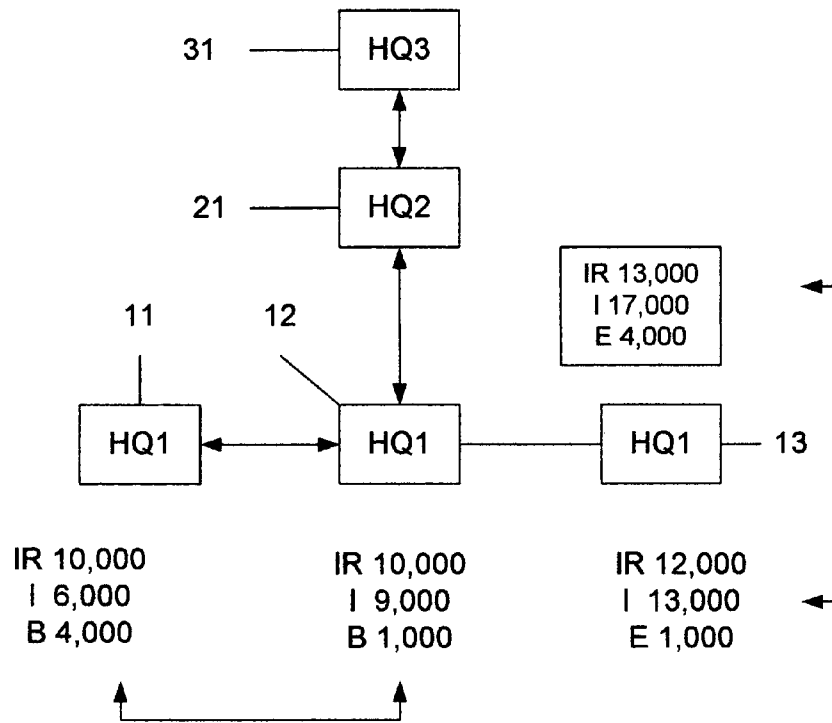 31
HQ3
21
HQ2
IR 13,000
I 17,000
E 4,000
11
12
HQ1
HQ1
HQ1
13
IR 10,000
I 6,000
B 4,000
IR 10,000
I 9,000
B 1,000
IR 12,000
I 13,000
E 1,000